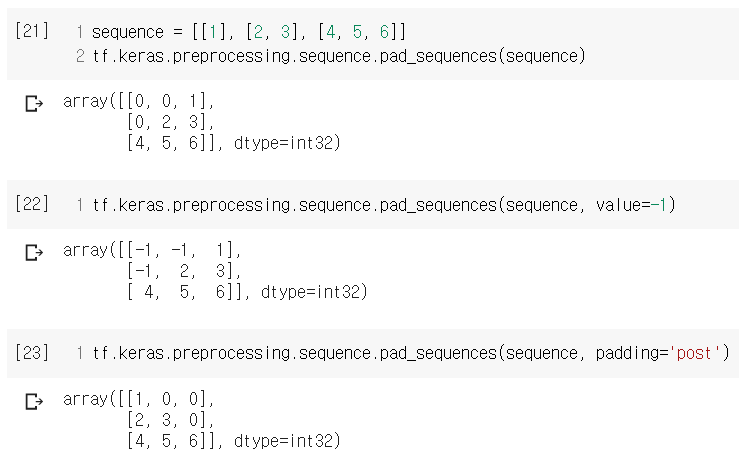 [21] 1 sequence = [[1], [2, 3], [4, 5, 6]]
2 tf.keras.preprocessing.sequence.pad_sequences(sequence)
array([[0, 0, 1],
[0, 2, 3],
[4, 5, 6]], dtype=int32)
[22] 1 tf.keras.preprocessing.sequence.pad_sequences(sequence, value=-1)
array([[-1, -1, 1],
[-1, 2, 3],
[ 4, 5, 6]], dtype=int32)
[23] 1 tf.keras.preprocessing.sequence.pad_sequences(sequence, padding='post')
array([[1, 0, 0],
[2, 3, 0],
[4, 5, 6]], dtype=int32)